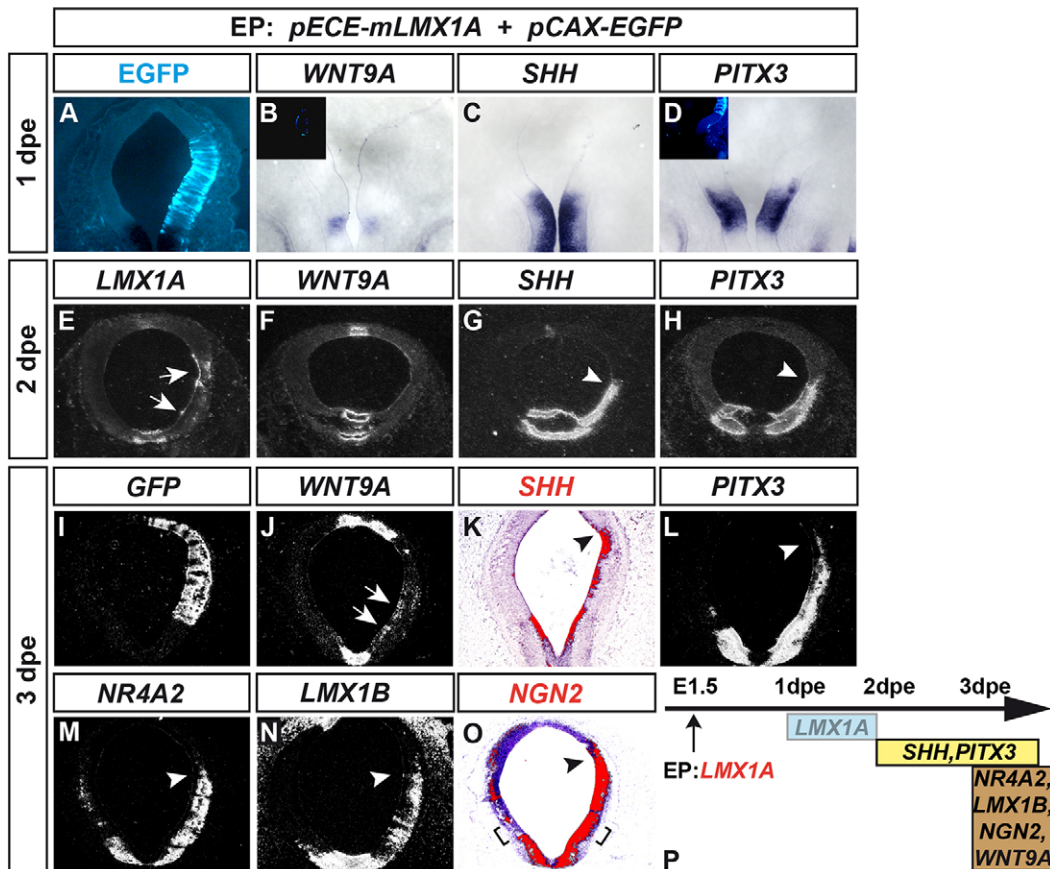 EP: pECE-mLMX1A + pCAX-EGFP
1 dpe
EGFP WNT9A SHH PITX3
A B C D
2 dpe
LMX1A WNT9A SHH PITX3
E F G H
3 dpe
GFP WNT9A SHH PITX3
I J K L
NR4A2 LMX1B NGN2
M N O
E1.5 1dpe 2dpe 3dpe
LMX1A
SHH,PITX3
EP:LMX1A
NR4A2,
LMX1B,
NGN2,
WNT9A
P